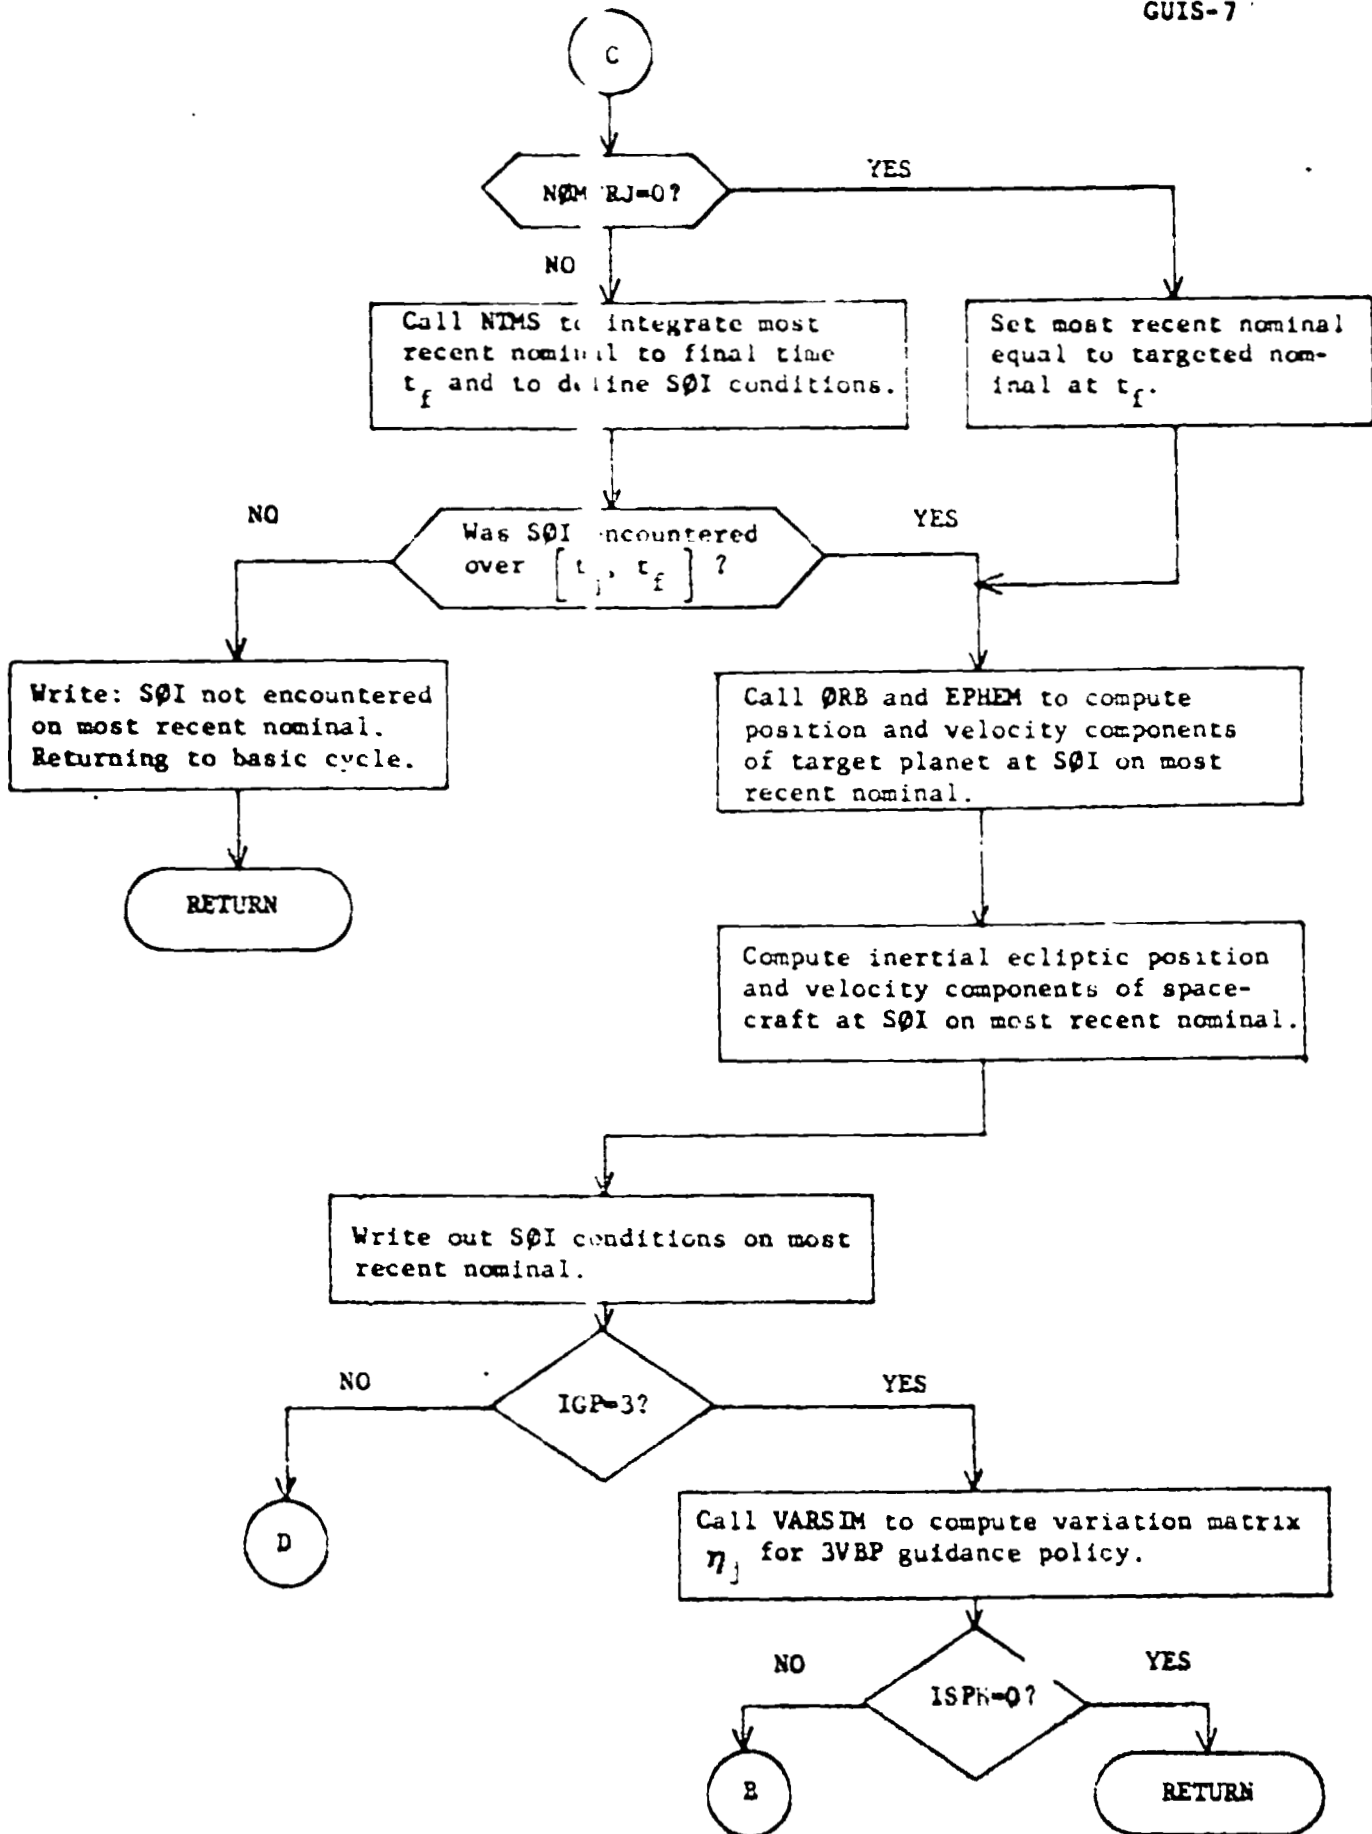 GUIS-7
C
YES
NO
Call NTMS to integrate most
recent nominal to final time
t_f and to define SØI conditions.
Set most recent nominal
equal to targeted nom-
inal at t_f.
NO
YES
Was SØI encountered
over [t_j, t_f] ?
Write: SØI not encountered
on most recent nominal.
Returning to basic cycle.
RETURN
Call ØRB and EPHEM to compute
position and velocity components
of target planet at SØI on most
recent nominal.
Compute inertial ecliptic position
and velocity components of space-
craft at SØI on most recent nominal.
Write out SØI conditions on most
recent nominal.
NO
YES
IGP=3?
D
Call VARSIM to compute variation matrix
η_j for 3VBP guidance policy.
NO
YES
RETURN